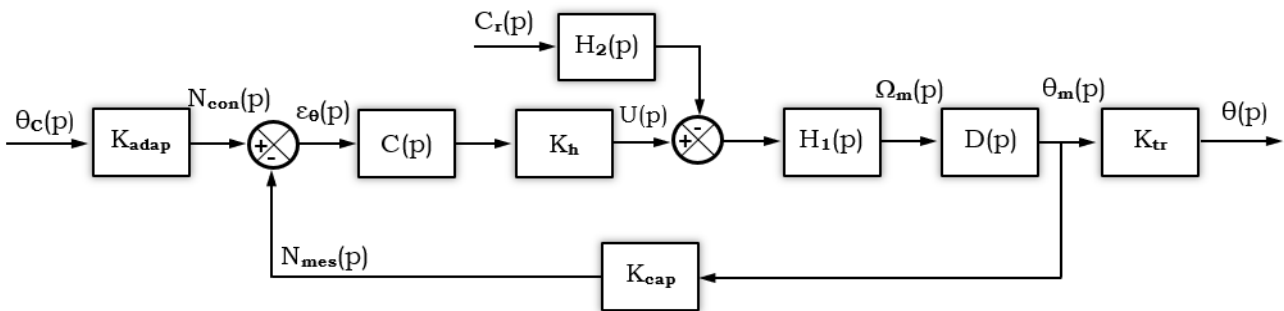 Cr(p)
H2(p)
θC(p)
Kadap
Ncon(p)
+
-
εθ(p)
C(p)
Kh
U(p)
-
+
H1(p)
Ωm(p)
D(p)
θm(p)
Ktr
θ(p)
Nmes(p)
Kcap